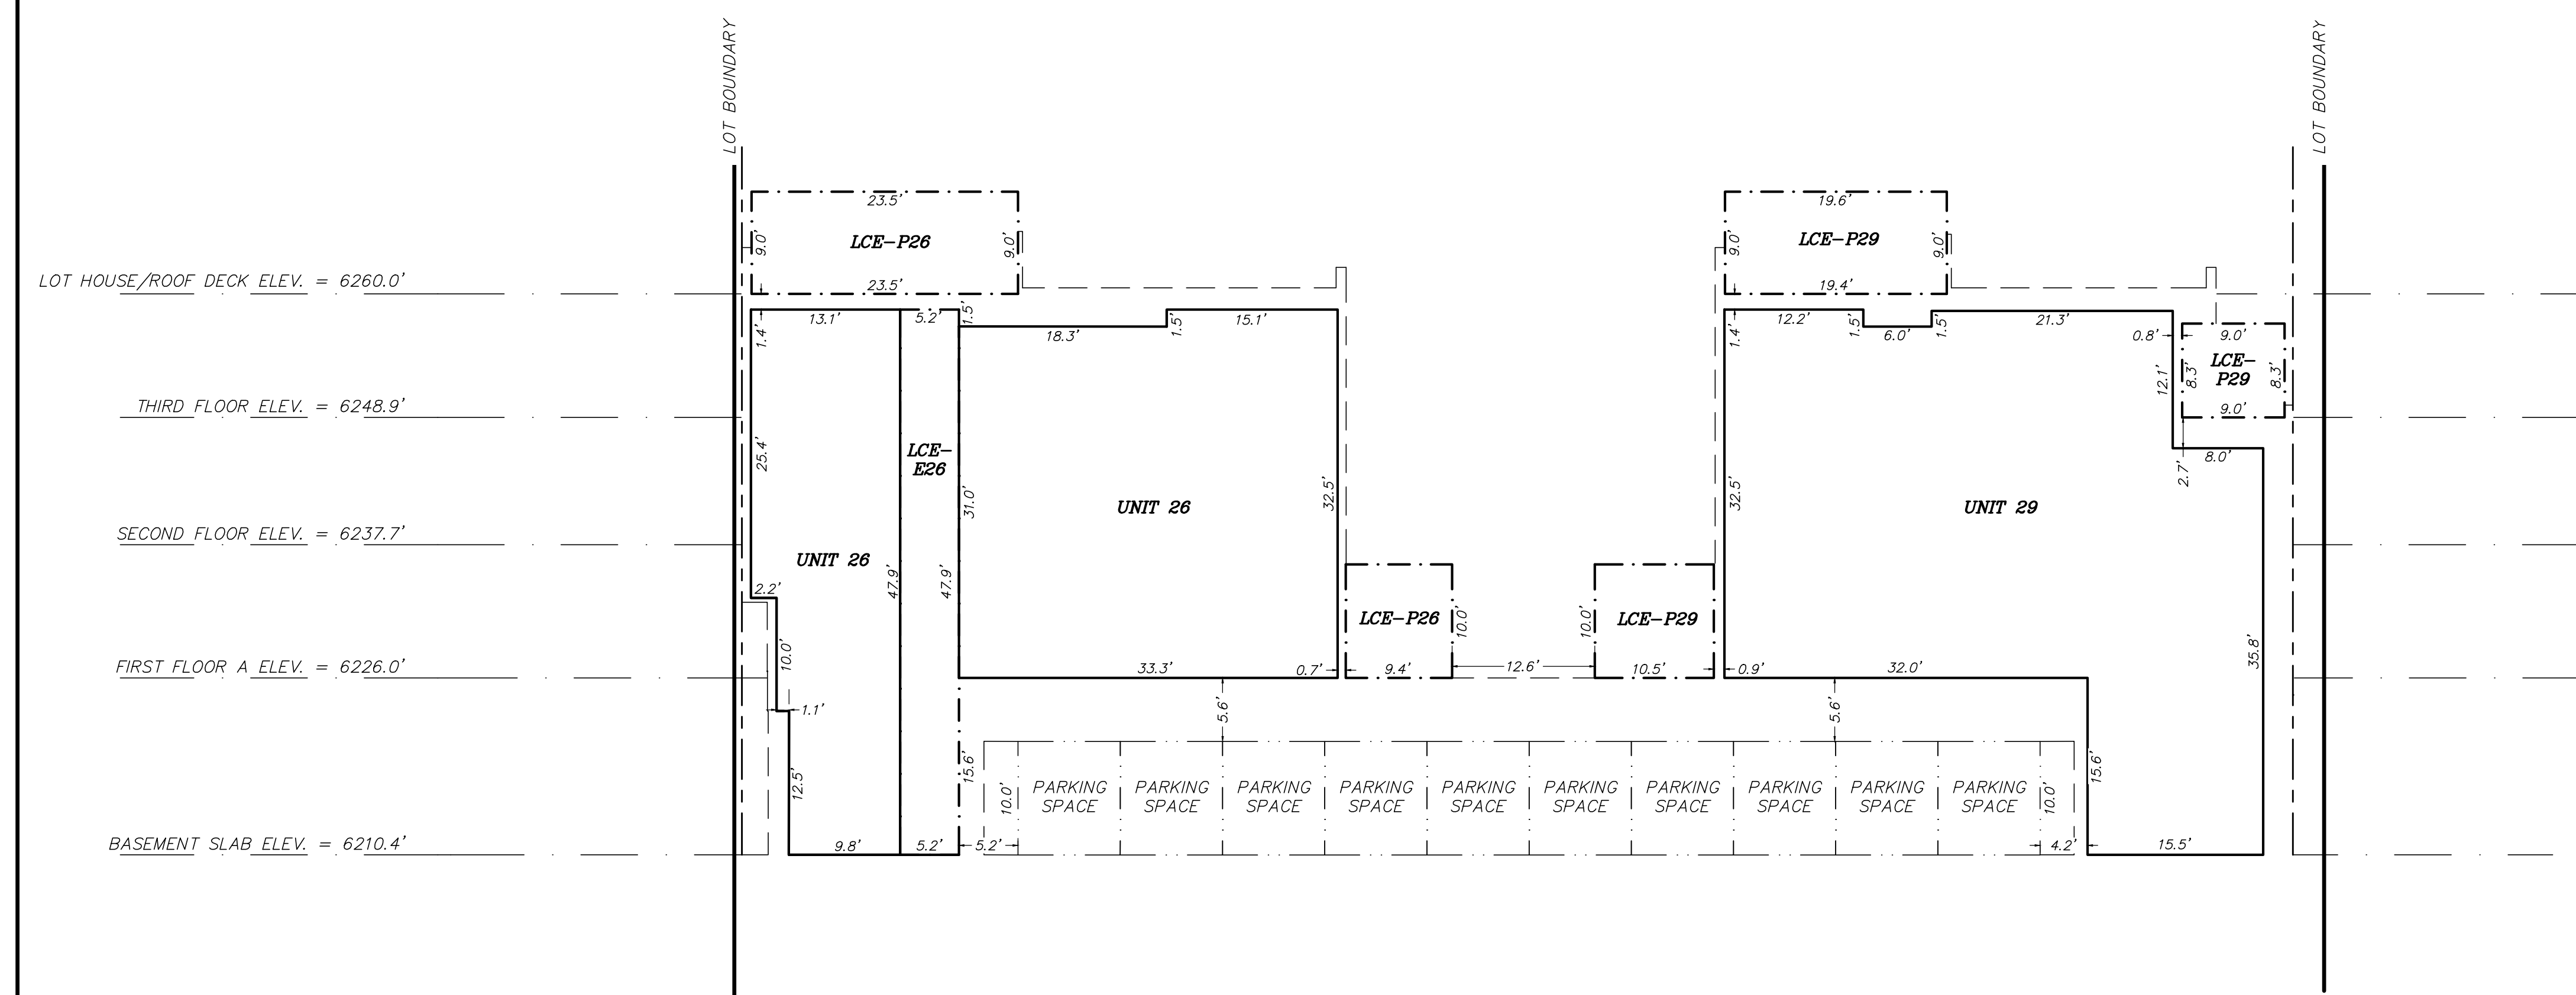 LOT BOUNDARY
LOT BOUNDARY
23.5'
9.0'
LCE-P26
9.0'
23.5'
19.6'
9.0'
LCE-P29
9.0'
19.4'
LOT HOUSE/ROOF DECK ELEV. = 6260.0'
1.4'
13.1'
5.2'
1.5'
18.3'
1.5'
15.1'
1.4'
12.2'
1.5'
6.0'
1.5'
21.3'
0.8'
9.0'
12.1'
8.3'
LCE-
P29
8.3'
9.0'
THIRD FLOOR ELEV. = 6248.9'
25.4'
LCE-
E26
31.0'
UNIT 26
32.5'
32.5'
UNIT 29
2.7'
8.0'
SECOND FLOOR ELEV. = 6237.7'
UNIT 26
2.2'
47.9'
47.9'
LCE-P26
10.0'
10.0'
LCE-P29
35.8'
FIRST FLOOR A ELEV. = 6226.0'
10.0'
33.3'
0.7'
9.4'
12.6'
10.5'
0.9'
32.0'
1.1'
5.6'
5.6'
12.5'
15.6'
10.0'
PARKING
SPACE
PARKING
SPACE
PARKING
SPACE
PARKING
SPACE
PARKING
SPACE
PARKING
SPACE
PARKING
SPACE
PARKING
SPACE
PARKING
SPACE
PARKING
SPACE
10.0'
15.6'
BASEMENT SLAB ELEV. = 6210.4'
9.8'
5.2'
5.2'
4.2'
15.5'